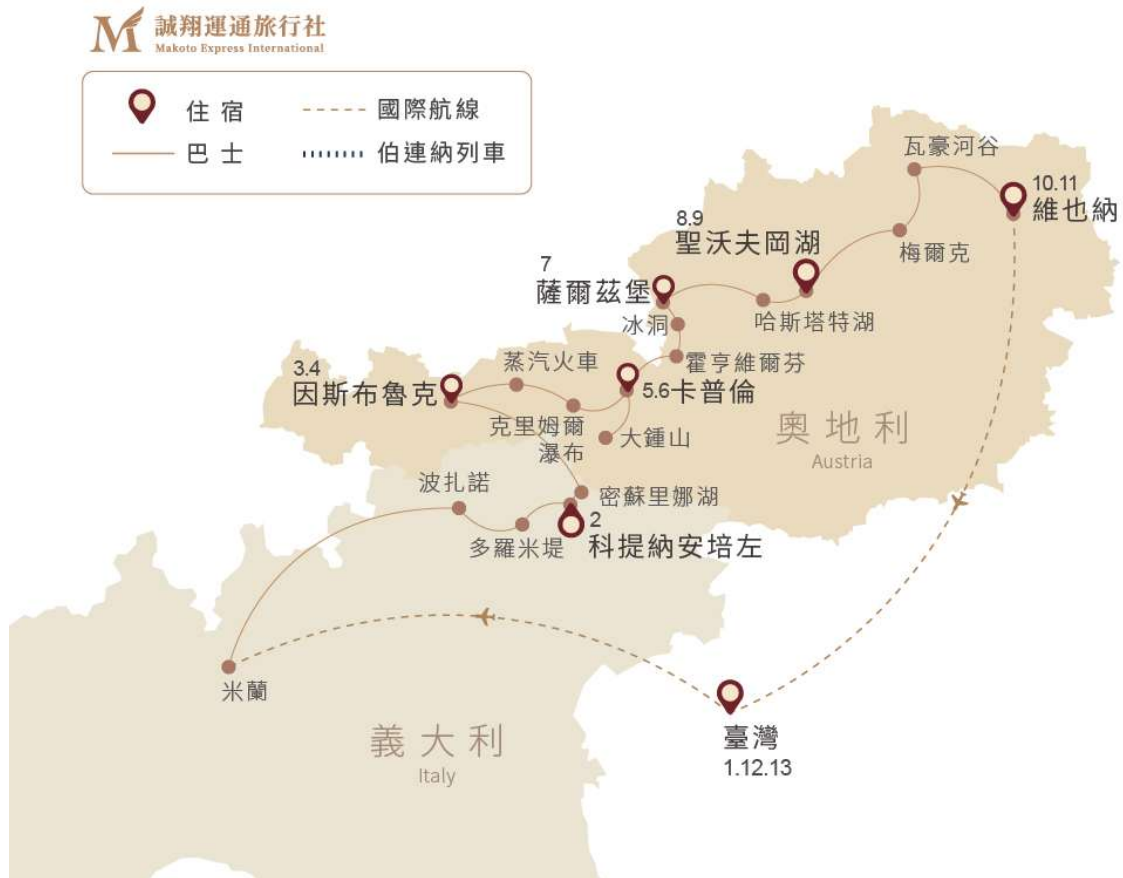 誠翔運通旅行社
Makoto Express International
住宿
國際航線
巴士
伯連納列車
瓦豪河谷
10.11
維也納
8.9
聖沃夫岡湖
梅爾克
7
薩爾茲堡
冰洞
哈斯塔特湖
霍亨維爾芬
蒸汽火車
3.4
因斯布魯克
5.6卡普倫
克里姆爾
瀑布
大鍾山
奧地利
Austria
波扎諾
密蘇里娜湖
2
多羅米堤
科提納安培左
米蘭
義大利
Italy
臺灣
1.12.13